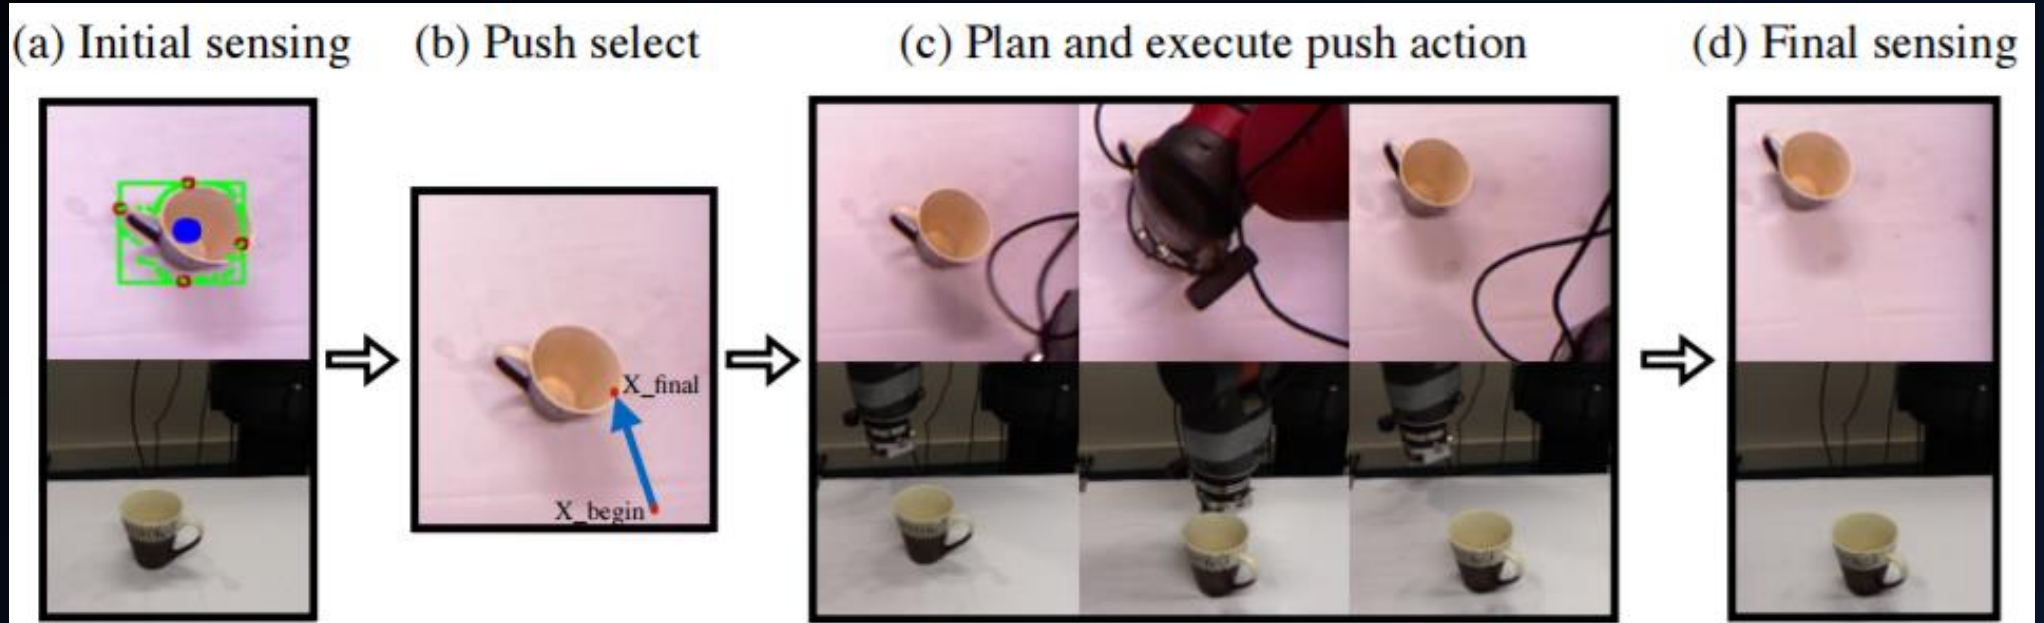 (a) Initial sensing
(b) Push select
(c) Plan and execute push action
(d) Final sensing
X_final
X_begin